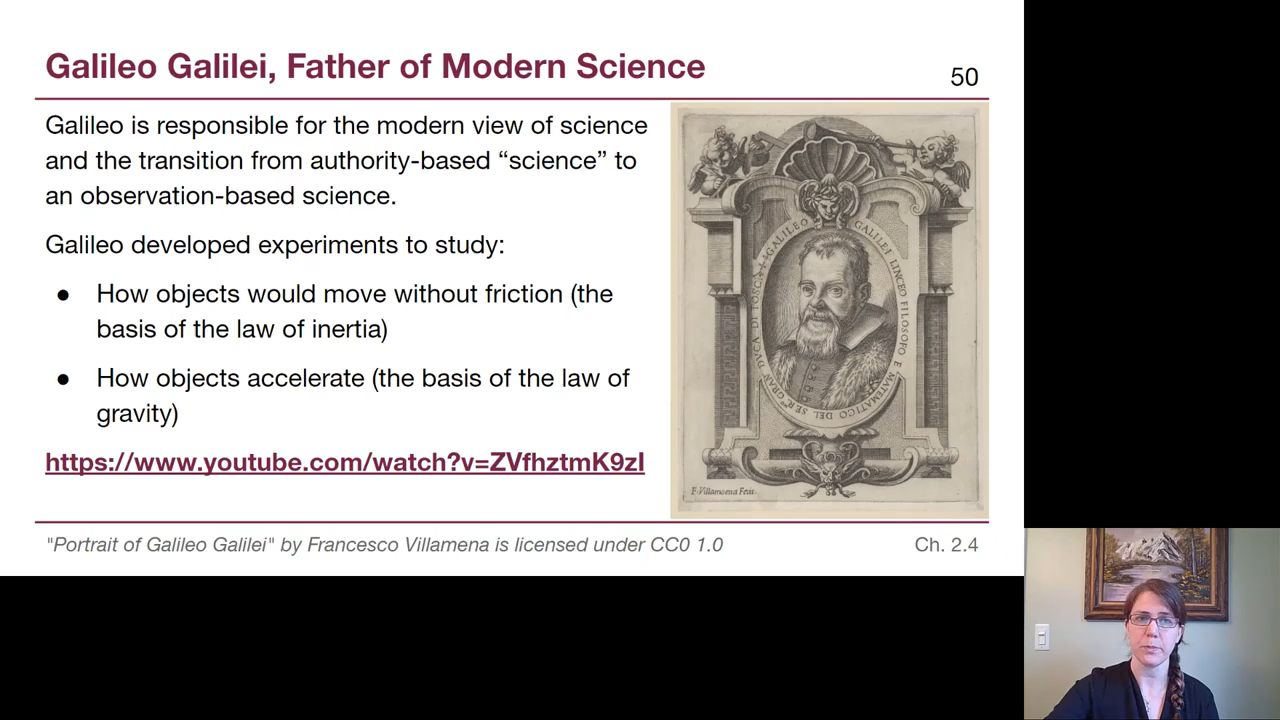 Galileo Galilei, Father of Modern Science
50
Galileo is responsible for the modern view of science
and the transition from authority-based “science” to
an observation-based science.
Galileo developed experiments to study:
● How objects would move without friction (the
basis of the law of inertia)
● How objects accelerate (the basis of the law of
gravity)
https://www.youtube.com/watch?v=ZVfhztmK9zI
GALILEO GALILEI LINCEO FILOSOFO E MATEMATICO DEL SER.mo GRAN DVCA DI TOSC.
F. Villamoena Fecit.
"Portrait of Galileo Galilei" by Francesco Villamena is licensed under CC0 1.0
Ch. 2.4